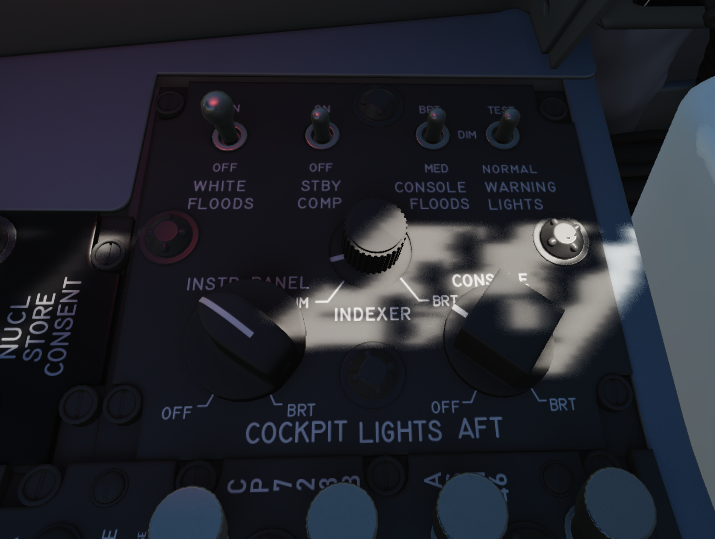 ON ON BRT TEST
DIM
OFF OFF MED NORMAL
WHITE STBY CONSOLE WARNING
FLOODS COMP FLOODS LIGHTS
INSTR PANEL CONSOLE
BRT
INDEXER
NUCL
STORE
CONSENT
OFF BRT OFF BRT
COCKPIT LIGHTS AFT